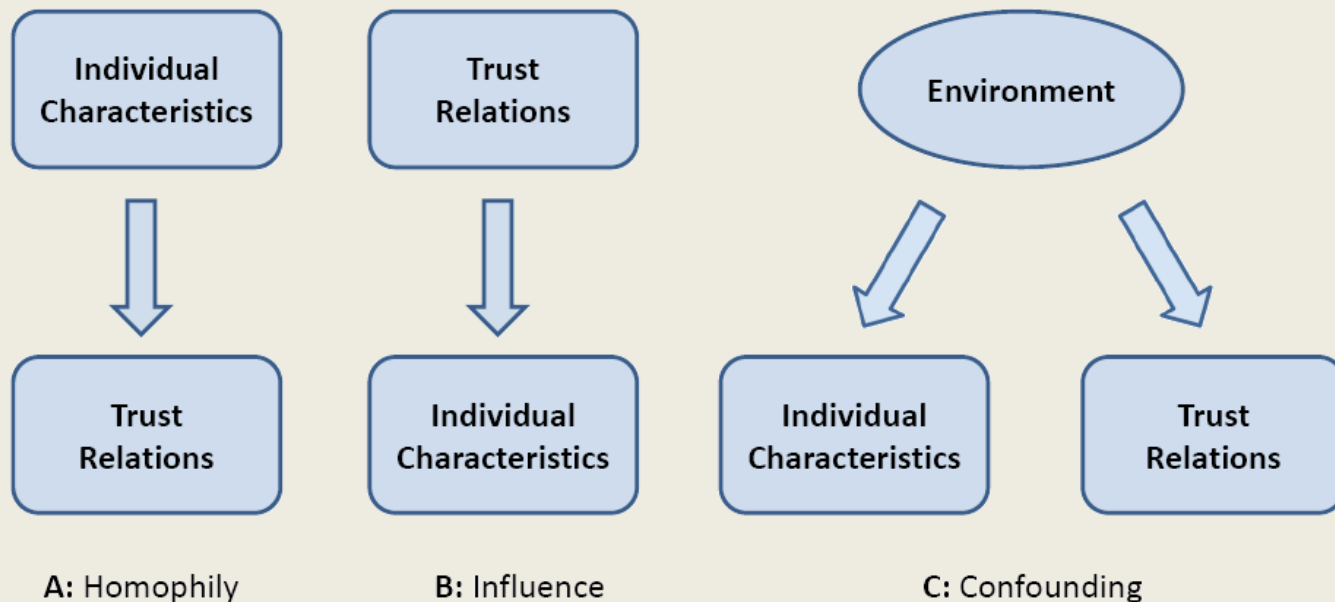 Individual
Characteristics
Trust
Relations
A: Homophily
Trust
Relations
Individual
Characteristics
B: Influence
Environment
Individual
Characteristics
Trust
Relations
C: Confounding